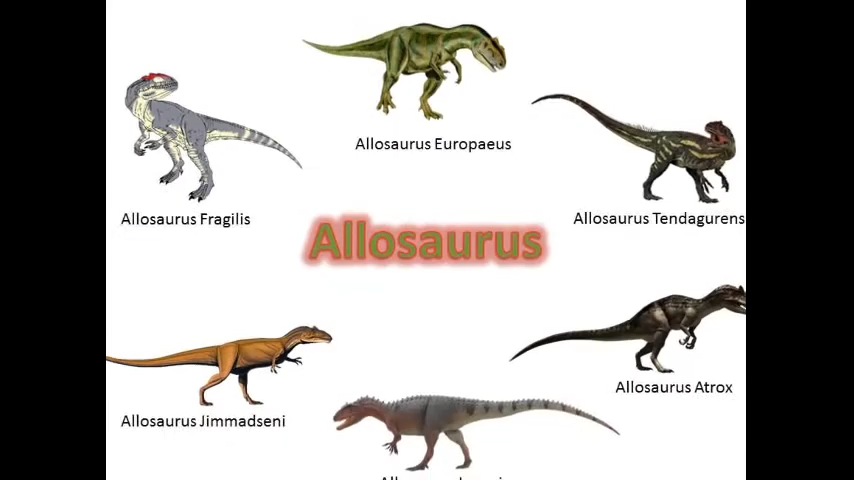 Allosaurus Europaeus
Allosaurus Fragilis
Allosaurus Tendagurens
Allosaurus
Allosaurus Atrox
Allosaurus Jimmadseni